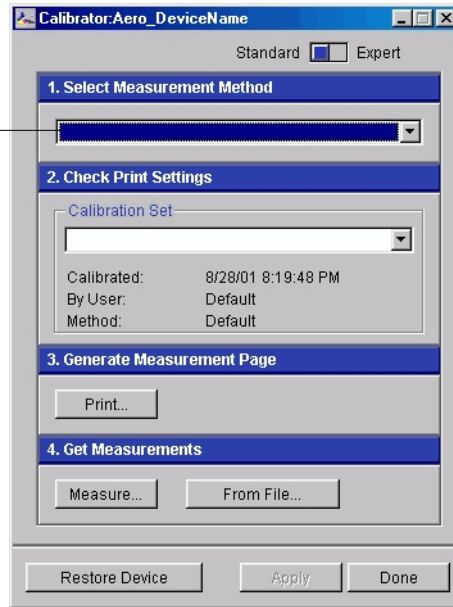 Calibrator:Aero_DeviceName
Standard Expert
1. Select Measurement Method
2. Check Print Settings
Calibration Set
Calibrated: 8/28/01 8:19:48 PM
By User: Default
Method: Default
3. Generate Measurement Page
Print...
4. Get Measurements
Measure... From File...
Restore Device Apply Done